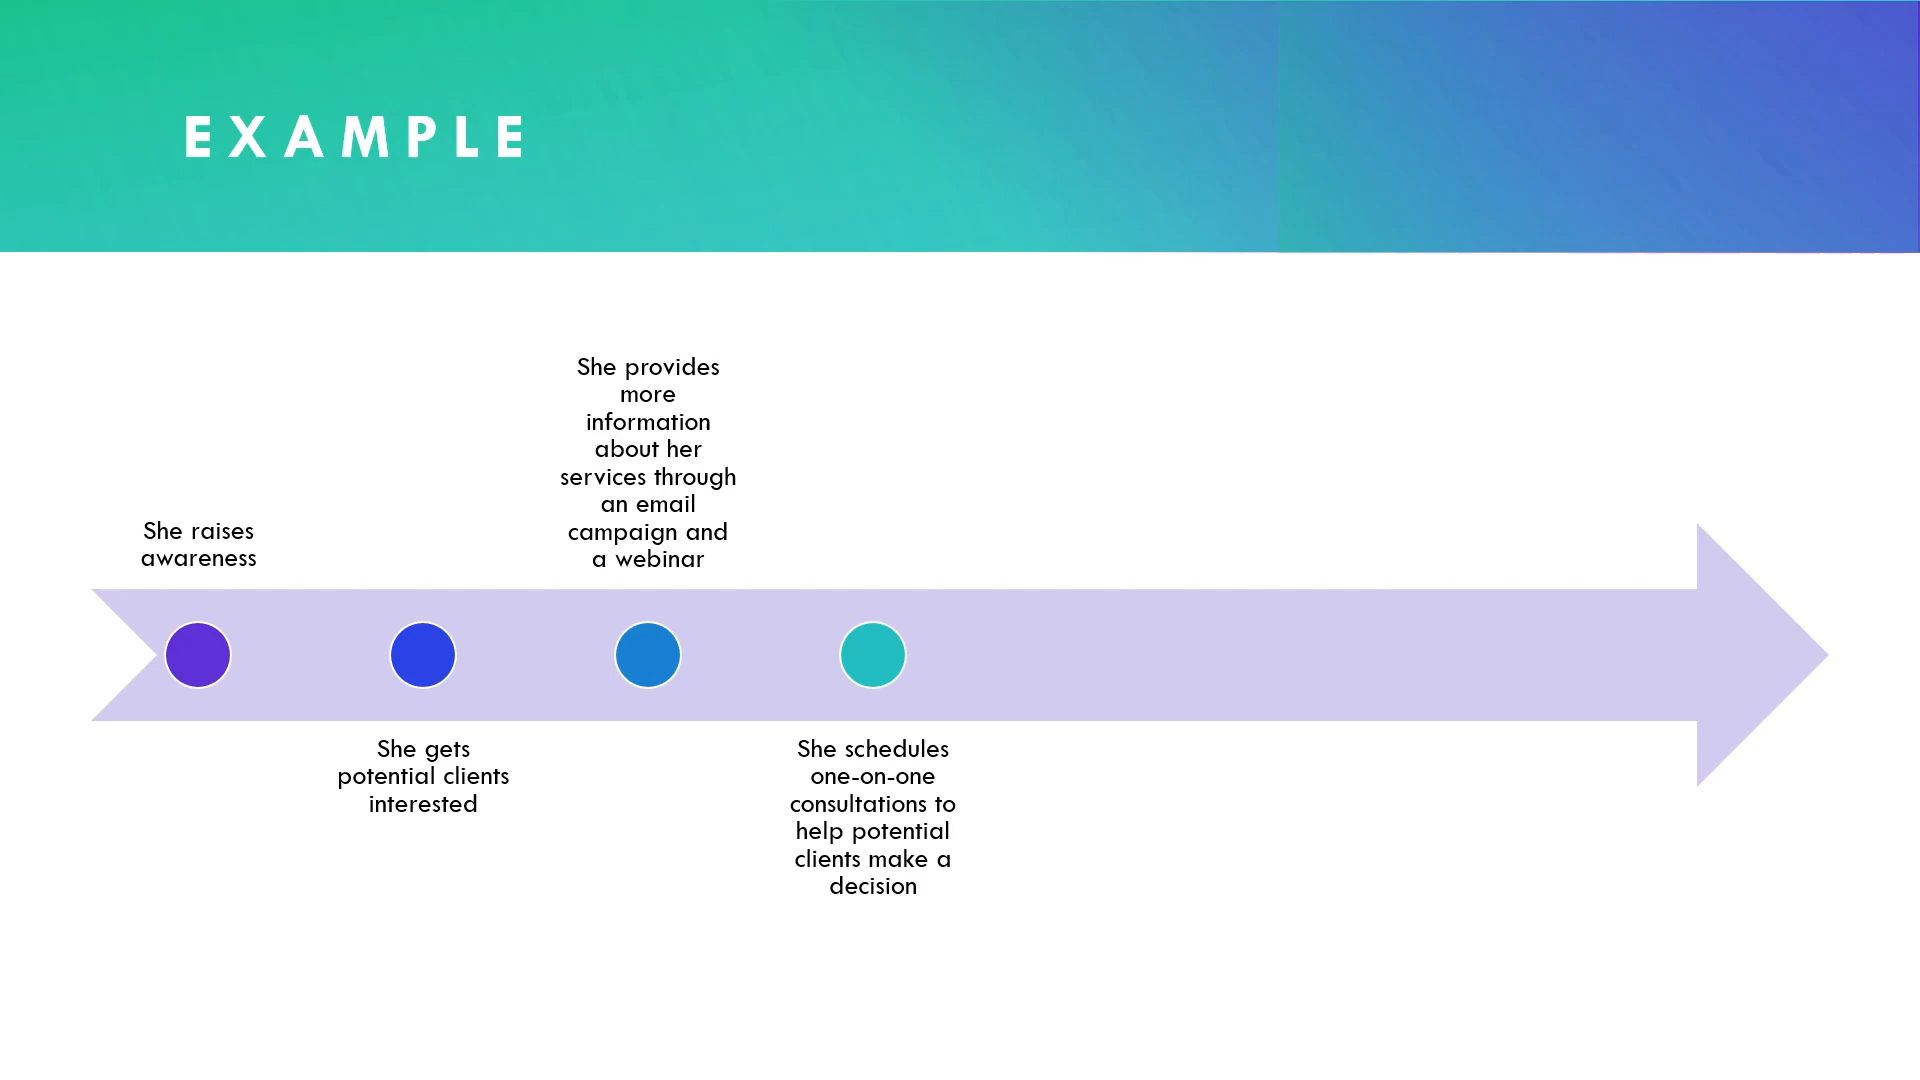 EXAMPLE
She raises
awareness
She gets
potential clients
interested
She provides
more
information
about her
services through
an email
campaign and
a webinar
She schedules
one-on-one
consultations to
help potential
clients make a
decision